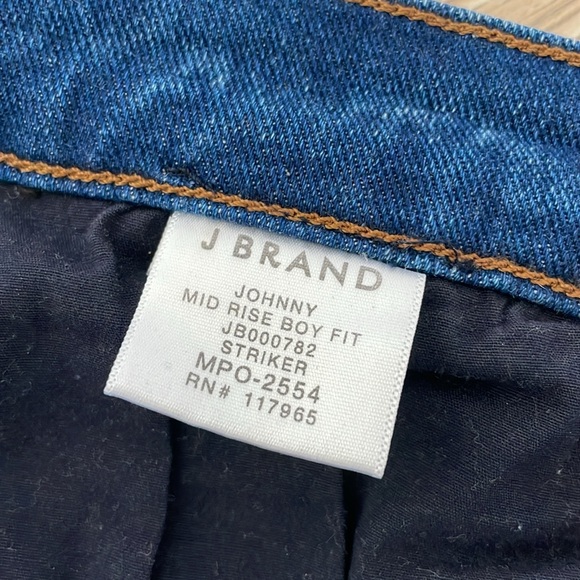 J BRAND
JOHNNY
MID RISE BOY FIT
JB000782
STRIKER
MPO-2554
RN# 117965